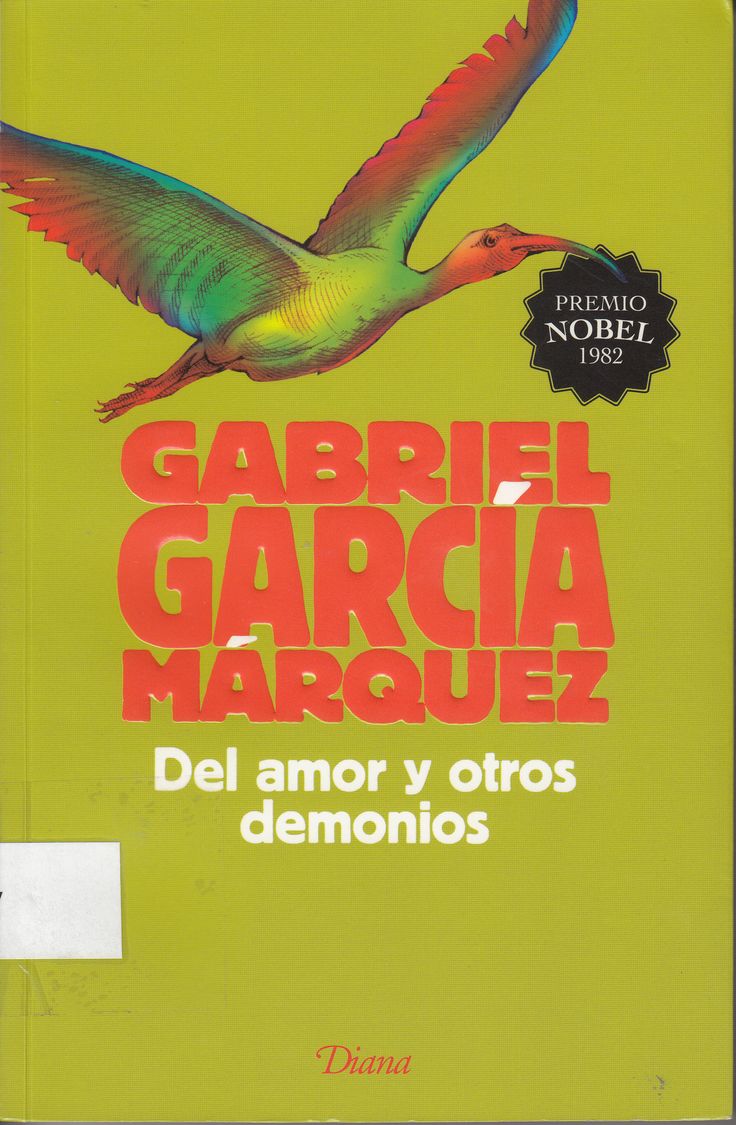 PREMIO
NOBEL
1982
GABRIEL
GARCÍA
MÁRQUEZ
Del amor y otros
demonios
Diana